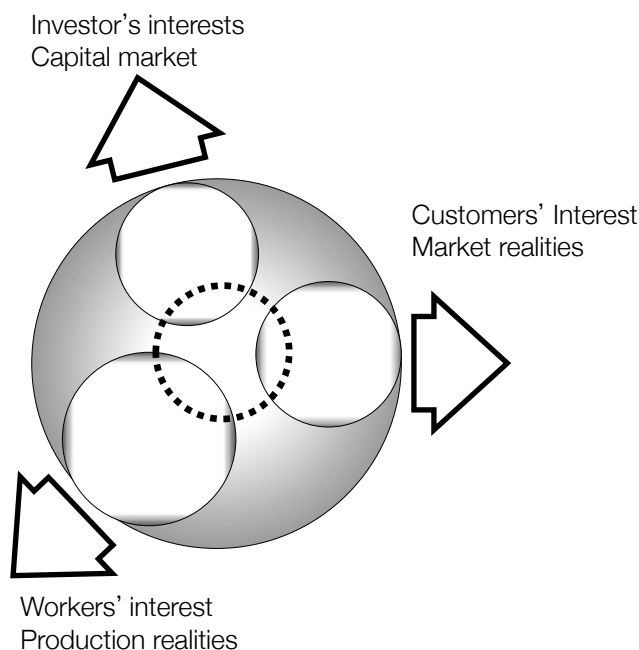 Investor’s interests
Capital market
Customers’ Interest
Market realities
Workers’ interest
Production realities